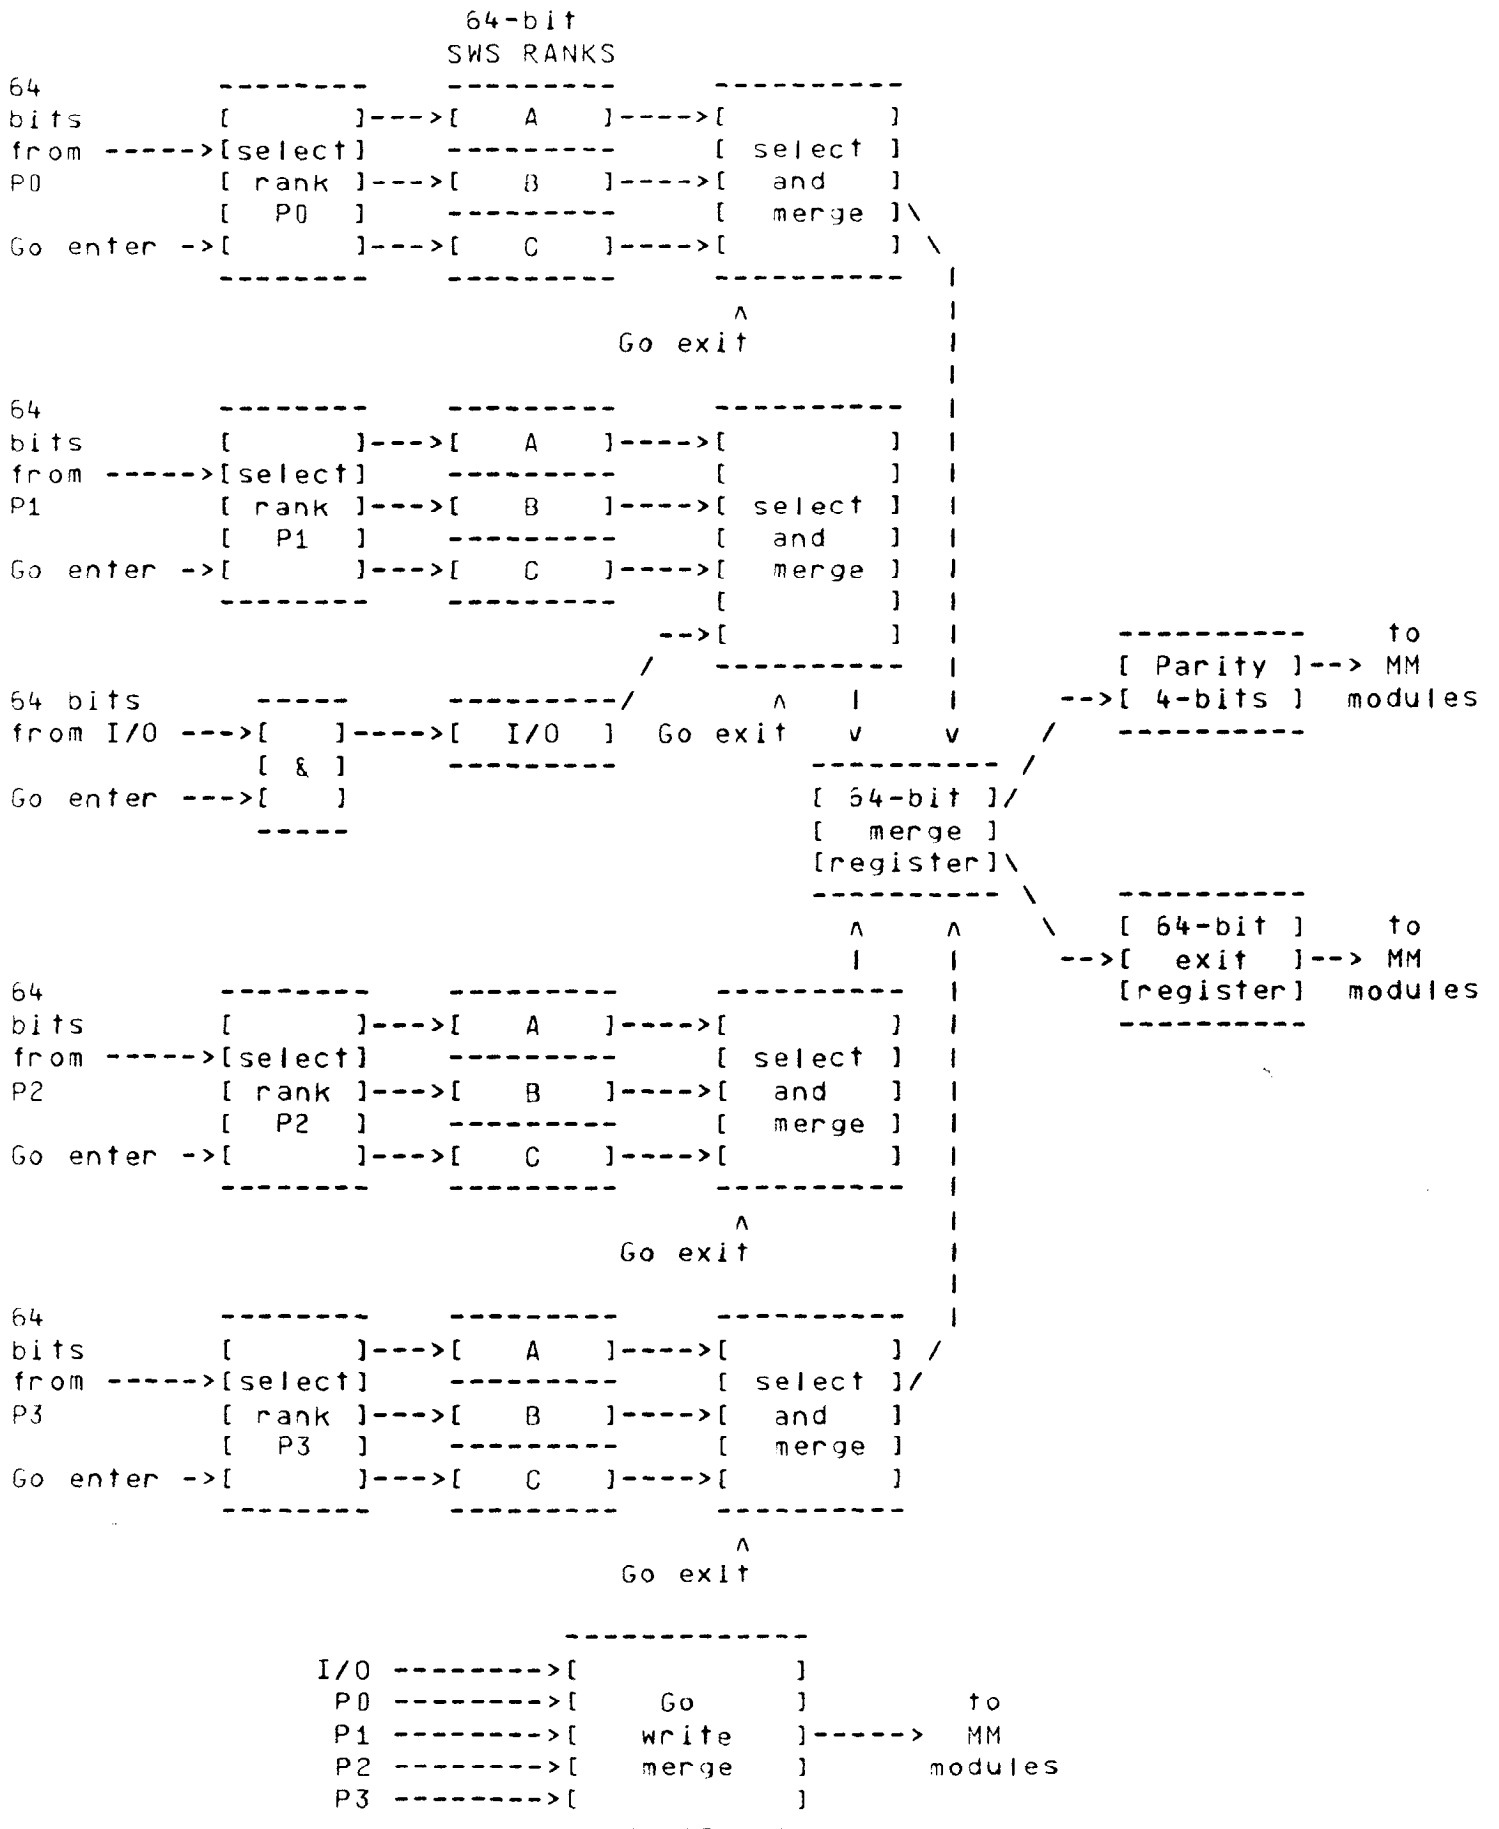 64-bit
SWS RANKS
64
bits [ ]--->[ A ]---->[ ]
from ----->[select] [ select ]
P0 [ rank ]--->[ B ]---->[ and ]
[ P0 ] [ merge ]\
Go enter ->[ ]--->[ C ]---->[ ] \
Go exit
64
bits [ ]--->[ A ]---->[ ]
from ----->[select] [ ]
P1 [ rank ]--->[ B ]---->[ select ]
[ P1 ] [ and ]
Go enter ->[ ]--->[ C ]---->[ merge ]
[ ]
-->[ ] to
[ Parity ]--> MM
64 bits -->[ 4-bits ] modules
from I/O --->[ ]---->[ I/O ] Go exit
[ & ]
Go enter --->[ ] [ 64-bit ]/
[ merge ]
[register]\
[ 64-bit ] to
-->[ exit ]--> MM
64 [register] modules
bits [ ]--->[ A ]---->[ ]
from ----->[select] [ select ]
P2 [ rank ]--->[ B ]---->[ and ]
[ P2 ] [ merge ]
Go enter ->[ ]--->[ C ]---->[ ]
Go exit
64
bits [ ]--->[ A ]---->[ ] /
from ----->[select] [ select ]/
P3 [ rank ]--->[ B ]---->[ and ]
[ P3 ] [ merge ]
Go enter ->[ ]--->[ C ]---->[ ]
Go exit
I/O -------->[ ]
P0 -------->[ Go ] to
P1 -------->[ write ]-----> MM
P2 -------->[ merge ] modules
P3 -------->[ ]